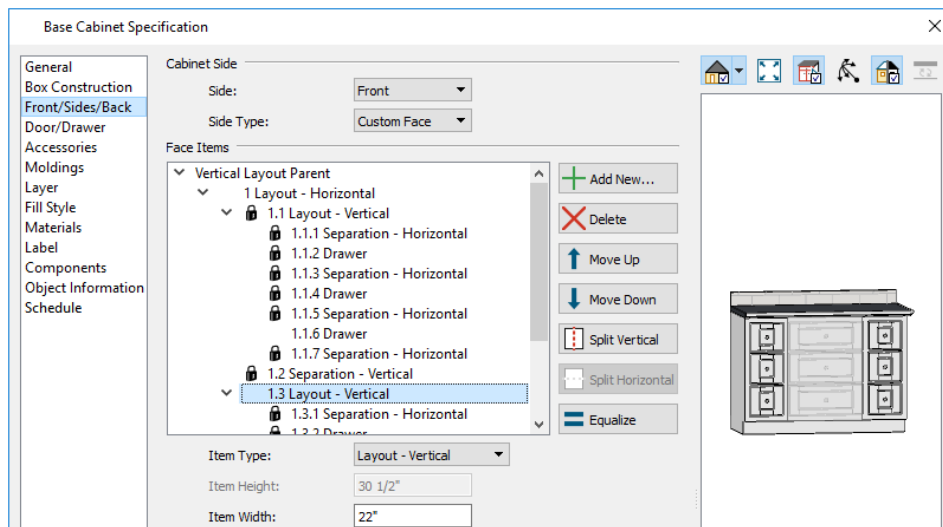 Base Cabinet Specification
General
Box Construction
Front/Sides/Back
Door/Drawer
Accessories
Moldings
Layer
Fill Style
Materials
Label
Components
Object Information
Schedule
Cabinet Side
Side: Front
Side Type: Custom Face
Face Items
Vertical Layout Parent
1 Layout - Horizontal
1.1 Layout - Vertical
1.1.1 Separation - Horizontal
1.1.2 Drawer
1.1.3 Separation - Horizontal
1.1.4 Drawer
1.1.5 Separation - Horizontal
1.1.6 Drawer
1.1.7 Separation - Horizontal
1.2 Separation - Vertical
1.3 Layout - Vertical
1.3.1 Separation - Horizontal
1.3.2 Drawer
Add New...
Delete
Move Up
Move Down
Split Vertical
Split Horizontal
Equalize
Item Type: Layout - Vertical
Item Height: 30 1/2"
Item Width: 22"